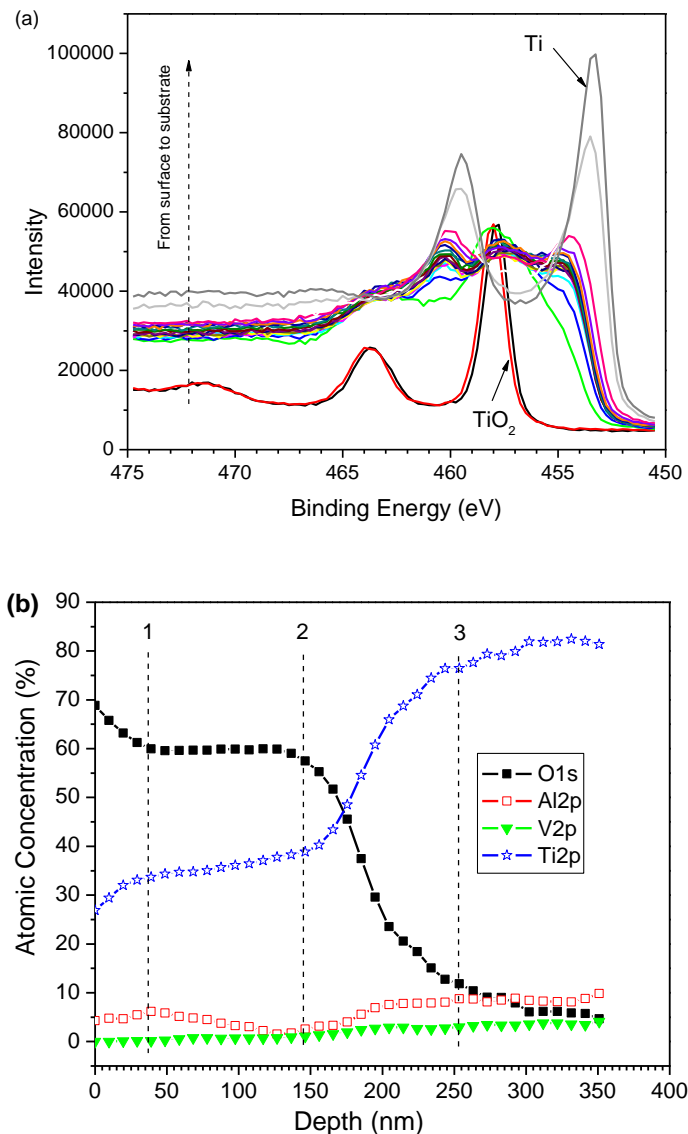 (a)
100000
80000
60000
40000
20000
0
Intensity
From surface to substrate
Ti
TiO2
475 470 465 460 455 450
Binding Energy (eV)
(b)
90
80
70
60
50
40
30
20
10
0
Atomic Concentration (%)
1 2 3
O1s
Al2p
V2p
Ti2p
0 50 100 150 200 250 300 350 400
Depth (nm)